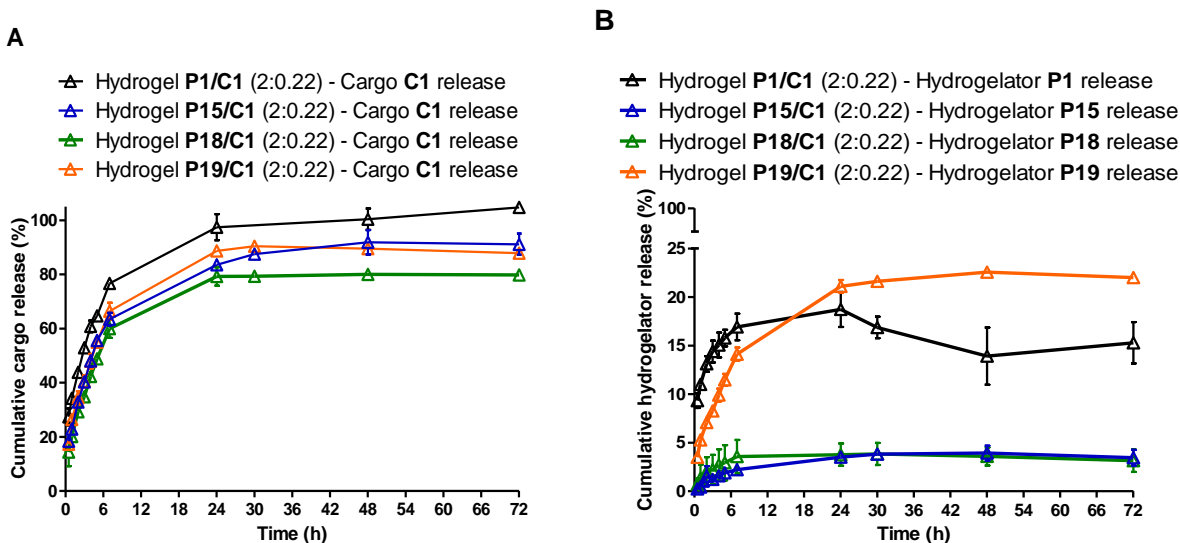 A
Hydrogel P1/C1 (2:0.22) - Cargo C1 release
Hydrogel P15/C1 (2:0.22) - Cargo C1 release
Hydrogel P18/C1 (2:0.22) - Cargo C1 release
Hydrogel P19/C1 (2:0.22) - Cargo C1 release
Cumulative cargo release (%)
100
80
60
40
20
0
0 6 12 18 24 30 36 42 48 54 60 66 72
Time (h)
B
Hydrogel P1/C1 (2:0.22) - Hydrogelator P1 release
Hydrogel P15/C1 (2:0.22) - Hydrogelator P15 release
Hydrogel P18/C1 (2:0.22) - Hydrogelator P18 release
Hydrogel P19/C1 (2:0.22) - Hydrogelator P19 release
Cumulative hydrogelator release (%)
100
25
20
15
10
5
0
0 6 12 18 24 30 36 42 48 54 60 66 72
Time (h)